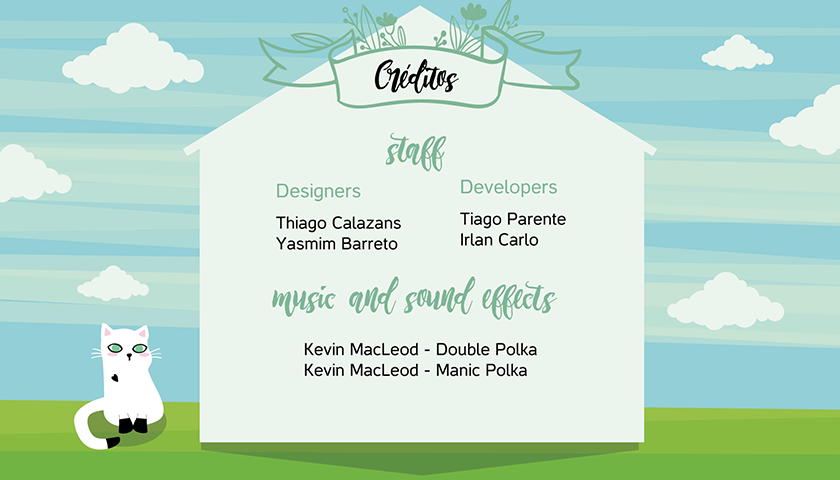 Créditos
staff
Designers
Thiago Calazans
Yasmim Barreto
Developers
Tiago Parente
Irlan Carlo
music and sound effects
Kevin MacLeod - Double Polka
Kevin MacLeod - Manic Polka